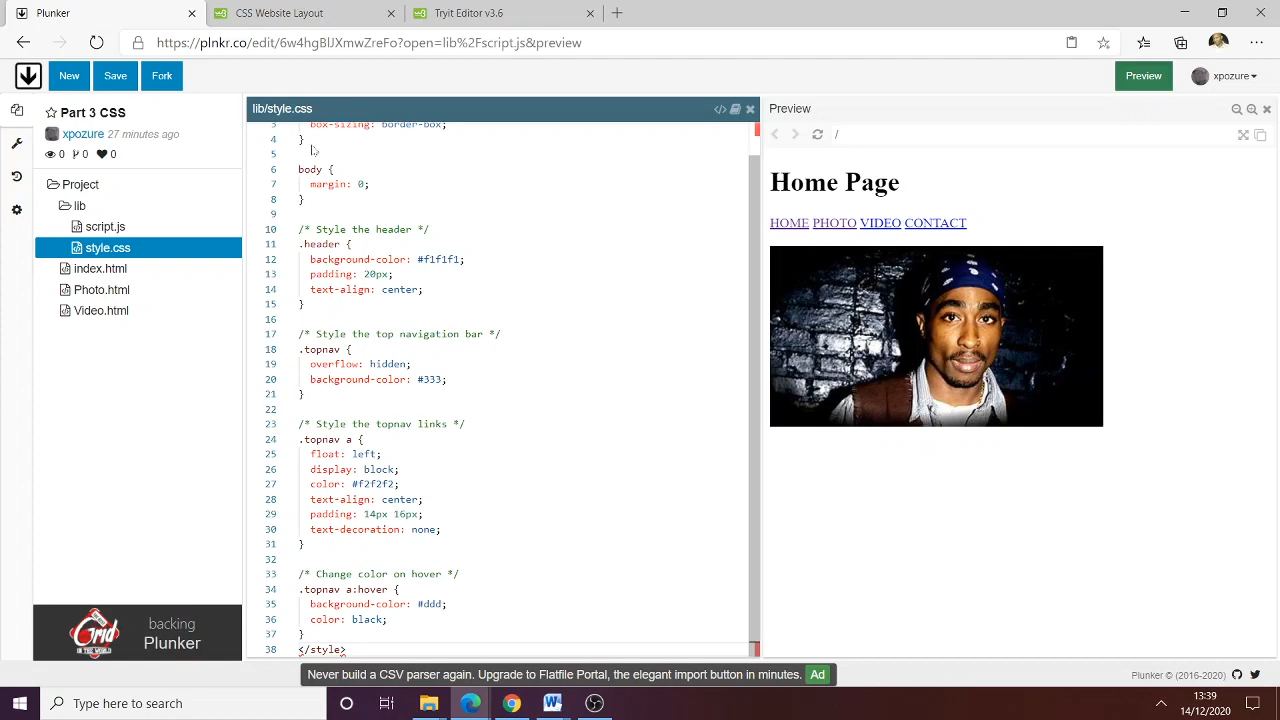 Plunker
CSS Website Layout
Tryit Editor v3.6
https://plnkr.co/edit/6w4hgBlJXmwZreFo?open=lib%2Fscript.js&preview
New
Save
Fork
Preview
xpozure
Part 3 CSS
xpozure 27 minutes ago
0 0 0
Project
lib
script.js
style.css
index.html
Photo.html
Video.html
GRID
IN THE WORLD
backing
Plunker
lib/style.css
3 box-sizing: border-box;
4 }
5
6 body {
7 margin: 0;
8 }
9
10 /* Style the header */
11 .header {
12 background-color: #f1f1f1;
13 padding: 20px;
14 text-align: center;
15 }
16
17 /* Style the top navigation bar */
18 .topnav {
19 overflow: hidden;
20 background-color: #333;
21 }
22
23 /* Style the topnav links */
24 .topnav a {
25 float: left;
26 display: block;
27 color: #f2f2f2;
28 text-align: center;
29 padding: 14px 16px;
30 text-decoration: none;
31 }
32
33 /* Change color on hover */
34 .topnav a:hover {
35 background-color: #ddd;
36 color: black;
37 }
38 </style>
Preview
/
Home Page
HOME PHOTO VIDEO CONTACT
Never build a CSV parser again. Upgrade to Flatfile Portal, the elegant import button in minutes. Ad
Plunker © (2016-2020)
Type here to search
13:39
14/12/2020